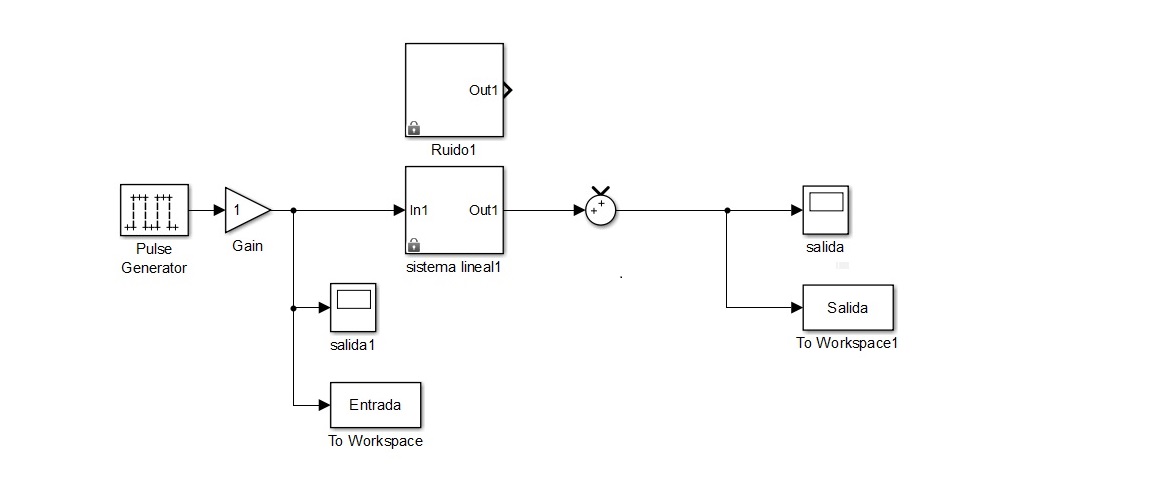 Out1
Ruido1
1
In1
Out1
+
+
Pulse
Generator
Gain
sistema lineal1
salida
salida1
Salida
To Workspace1
Entrada
To Workspace